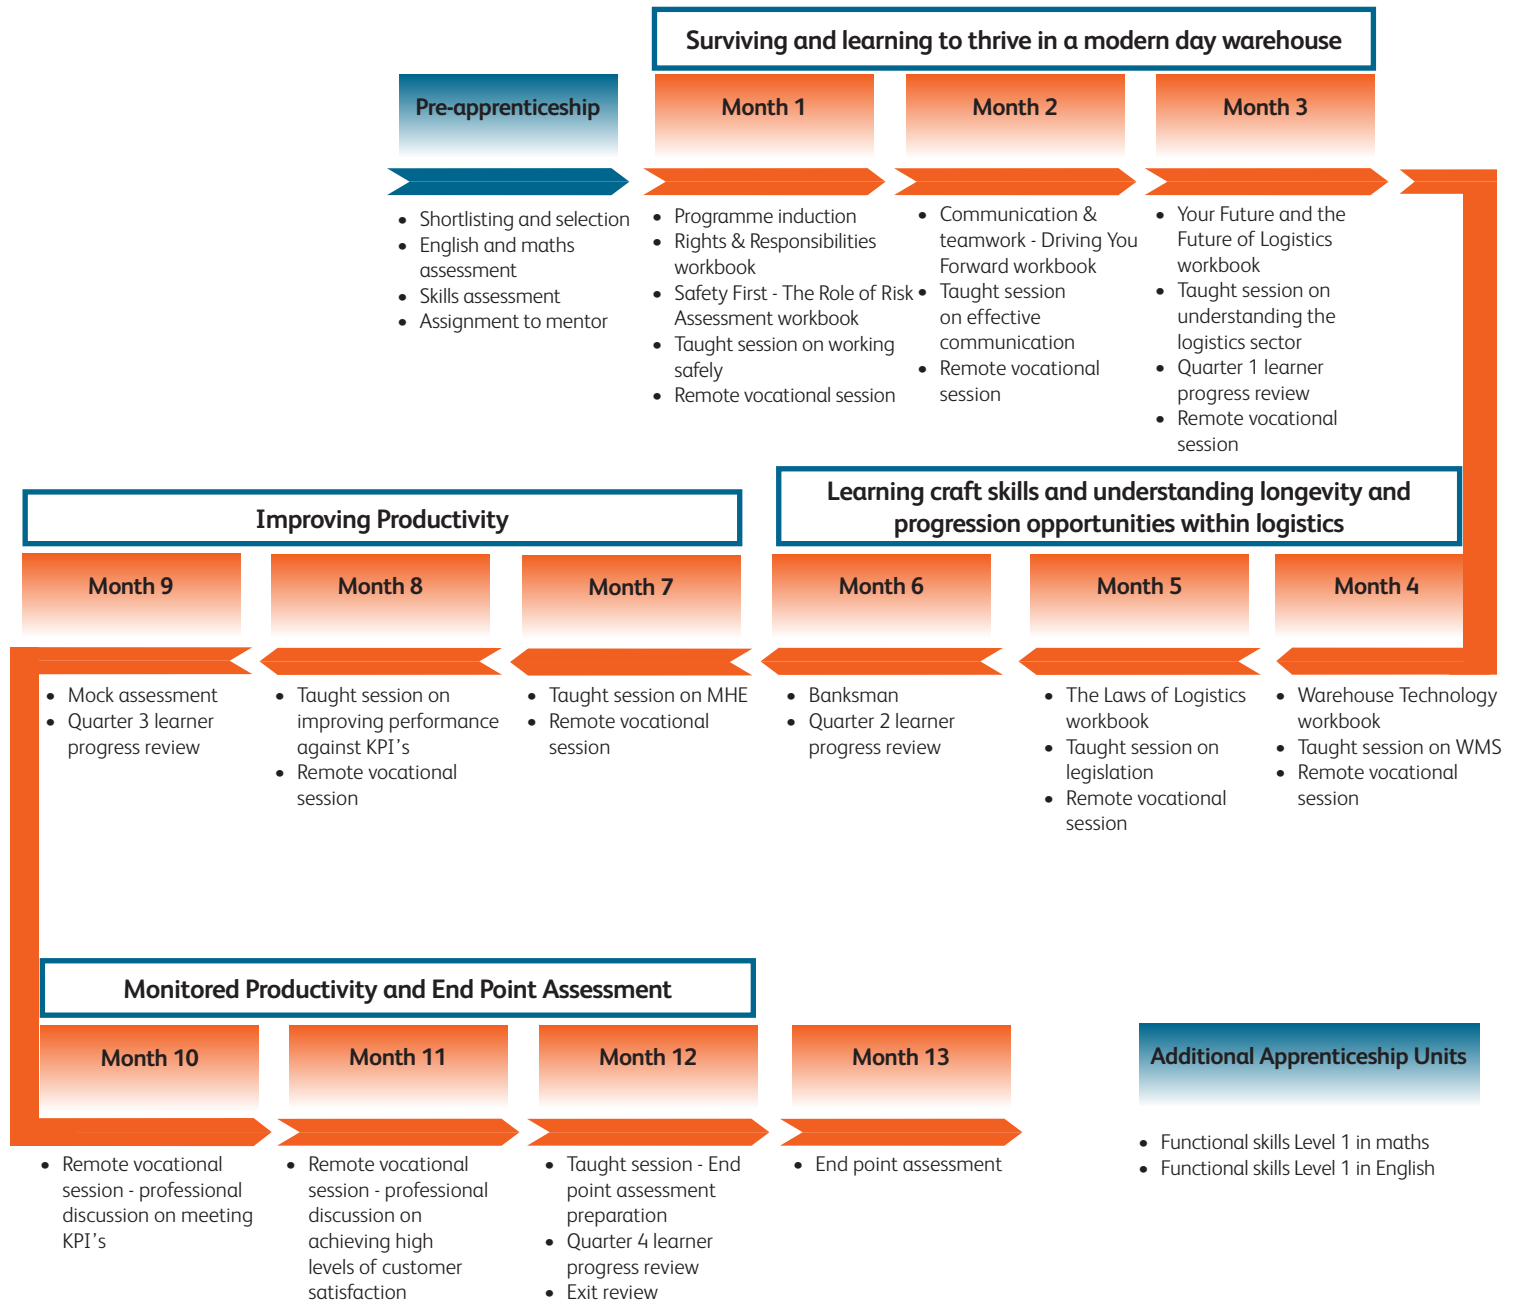 Surviving and learning to thrive in a modern day warehouse
Pre-apprenticeship
• Shortlisting and selection
• English and maths
assessment
• Skills assessment
• Assignment to mentor
Month 1
• Programme induction
• Rights & Responsibilities
workbook
• Safety First - The Role of Risk
Assessment workbook
• Taught session on working
safely
• Remote vocational session
Month 2
• Communication &
teamwork - Driving You
Forward workbook
• Taught session
on effective
communication
• Remote vocational
session
Month 3
• Your Future and the
Future of Logistics
workbook
• Taught session on
understanding the
logistics sector
• Quarter 1 learner
progress review
• Remote vocational
session
Learning craft skills and understanding longevity and
progression opportunities within logistics
Month 4
• Warehouse Technology
workbook
• Taught session on WMS
• Remote vocational
session
Month 5
• The Laws of Logistics
workbook
• Taught session on
legislation
• Remote vocational
session
Month 6
• Banksman
• Quarter 2 learner
progress review
Improving Productivity
Month 7
• Taught session on MHE
• Remote vocational
session
Month 8
• Taught session on
improving performance
against KPI's
• Remote vocational
session
Month 9
• Mock assessment
• Quarter 3 learner
progress review
Monitored Productivity and End Point Assessment
Month 10
• Remote vocational
session - professional
discussion on meeting
KPI's
Month 11
• Remote vocational
session - professional
discussion on
achieving high
levels of customer
satisfaction
Month 12
• Taught session - End
point assessment
preparation
• Quarter 4 learner
progress review
• Exit review
Month 13
• End point assessment
Additional Apprenticeship Units
• Functional skills Level 1 in maths
• Functional skills Level 1 in English